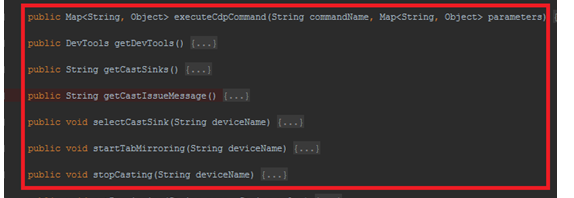 public Map<String, Object> executeCdpCommand(String commandName, Map<String, Object> parameters) {
public DevTools getDevTools() {...}
public String getCastSinks() {...}
public String getCastIssueMessage() {...}
public void selectCastSink(String deviceName) {...}
public void startTabMirroring(String deviceName) {...}
public void stopCasting(String deviceName) {...}